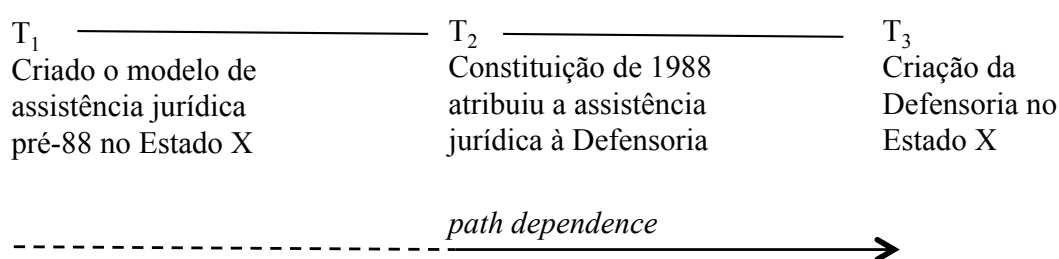 T1 T2 T3
Criado o modelo de Constituição de 1988 Criação da
assistência jurídica atribuiu a assistência Defensoria no
pré-88 no Estado X jurídica à Defensoria Estado X
path dependence